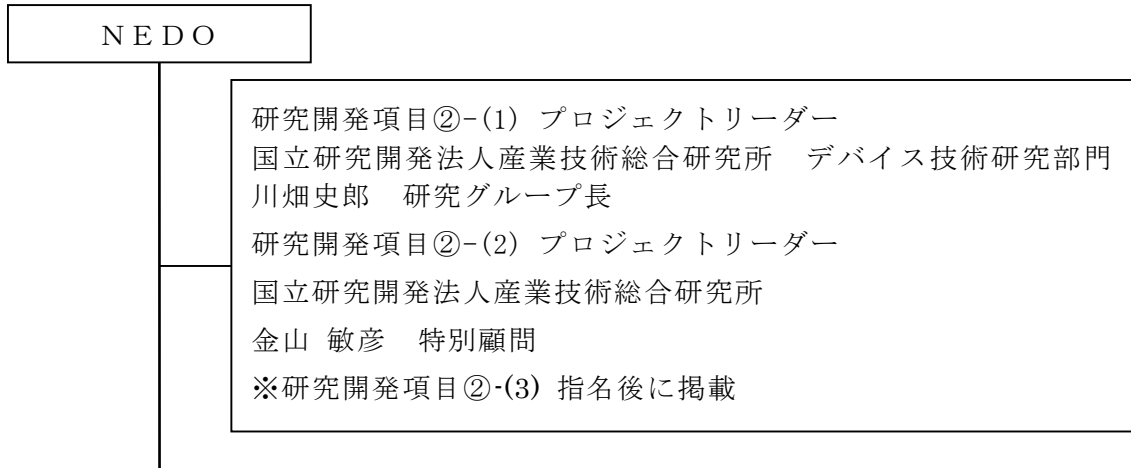 ＮＥＤＯ
研究開発項目②-(1) プロジェクトリーダー
国立研究開発法人産業技術総合研究所　デバイス技術研究部門
川畑史郎　研究グループ長
研究開発項目②-(2) プロジェクトリーダー
国立研究開発法人産業技術総合研究所
金山 敏彦　特別顧問
※研究開発項目②-(3) 指名後に掲載